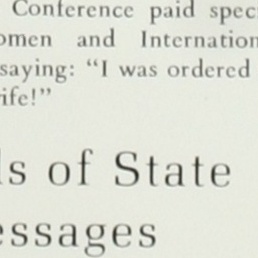 Conference paid spec
omen and Internation
saying: “I was ordered
ife!”
ls of State
essages